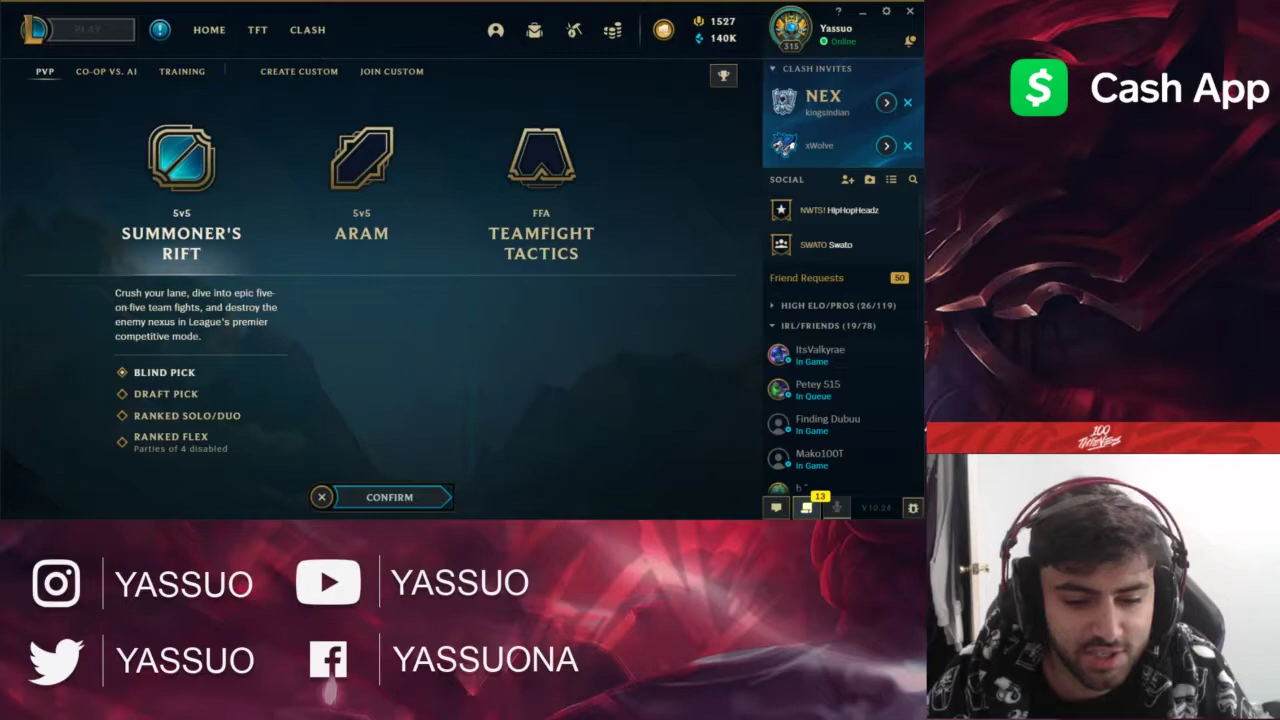 PLAY
HOME
TFT
CLASH
1527
140K
?
315
Yassuo
Online
PVP
CO-OP VS. AI
TRAINING
CREATE CUSTOM
JOIN CUSTOM
CLASH INVITES
NEX
kingsindian
xWolve
SOCIAL
NWTS! HipHopHeadz
SWATO Swato
Friend Requests
50
HIGH ELO/PROS (26/119)
IRL/FRIENDS (19/78)
ItsValkyrae
In Game
Petey 515
In Queue
Finding Dubuu
In Game
Mako100T
In Game
13
V10.24
5v5
SUMMONER'S
RIFT
5v5
ARAM
FFA
TEAMFIGHT
TACTICS
Crush your lane, dive into epic five-
on-five team fights, and destroy the
enemy nexus in League's premier
competitive mode.
BLIND PICK
DRAFT PICK
RANKED SOLO/DUO
RANKED FLEX
Parties of 4 disabled
CONFIRM
$ Cash App
100
THIEVES
YASSUO
YASSUO
YASSUO
YASSUONA